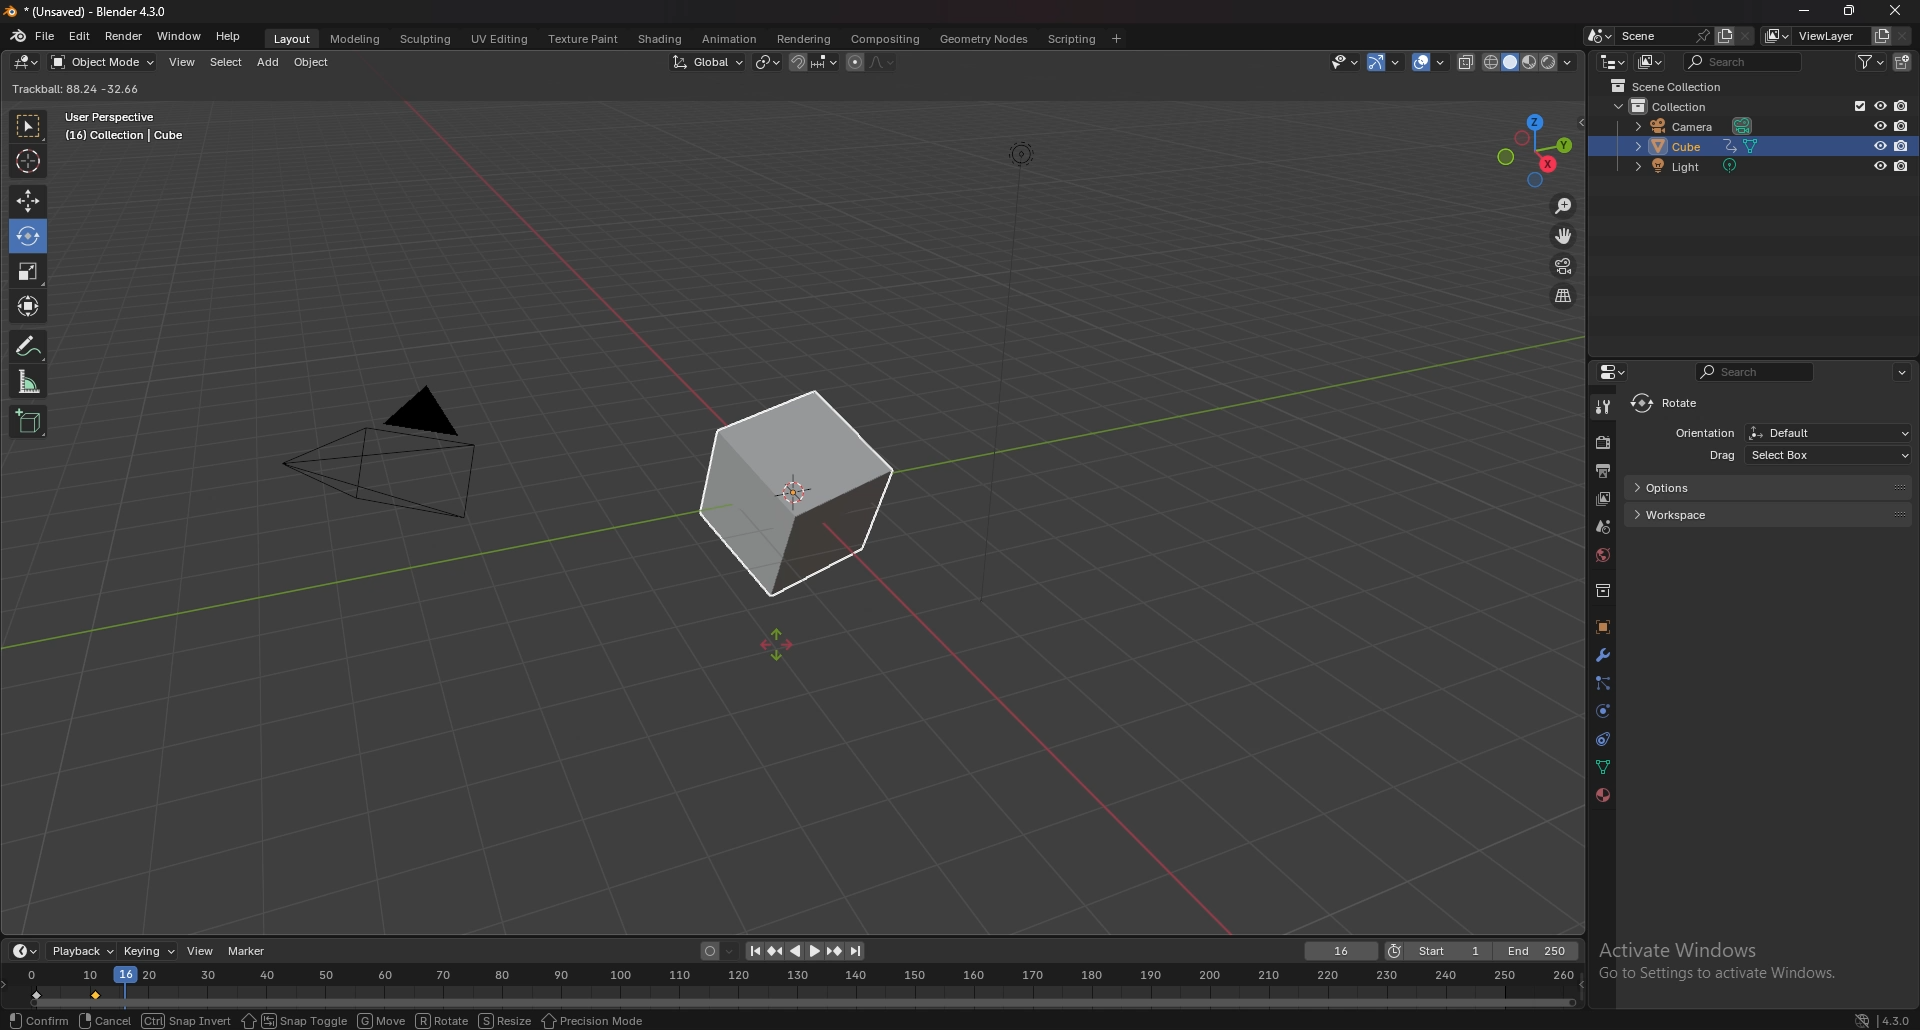 * (Unsaved) - Blender 4.3.0
File Edit Render Window Help Layout Modeling Sculpting UV Editing Texture Paint Shading Animation Rendering Compositing Geometry Nodes Scripting + Scene ViewLayer
Object Mode View Select Add Object Global Search
Trackball: 88.24 -32.66
User Perspective
(16) Collection | Cube
Z
Y
X
Scene Collection
Collection
Camera
Cube
Light
Search
Rotate
Orientation Default
Drag Select Box
Options
Workspace
Playback Keying View Marker 16 Start 1 End 250
0 10 16 20 30 40 50 60 70 80 90 100 110 120 130 140 150 160 170 180 190 200 210 220 230 240 250 260
Activate Windows
Go to Settings to activate Windows.
Confirm Cancel Ctrl Snap Invert Snap Toggle G Move R Rotate S Resize Precision Mode 4.3.0